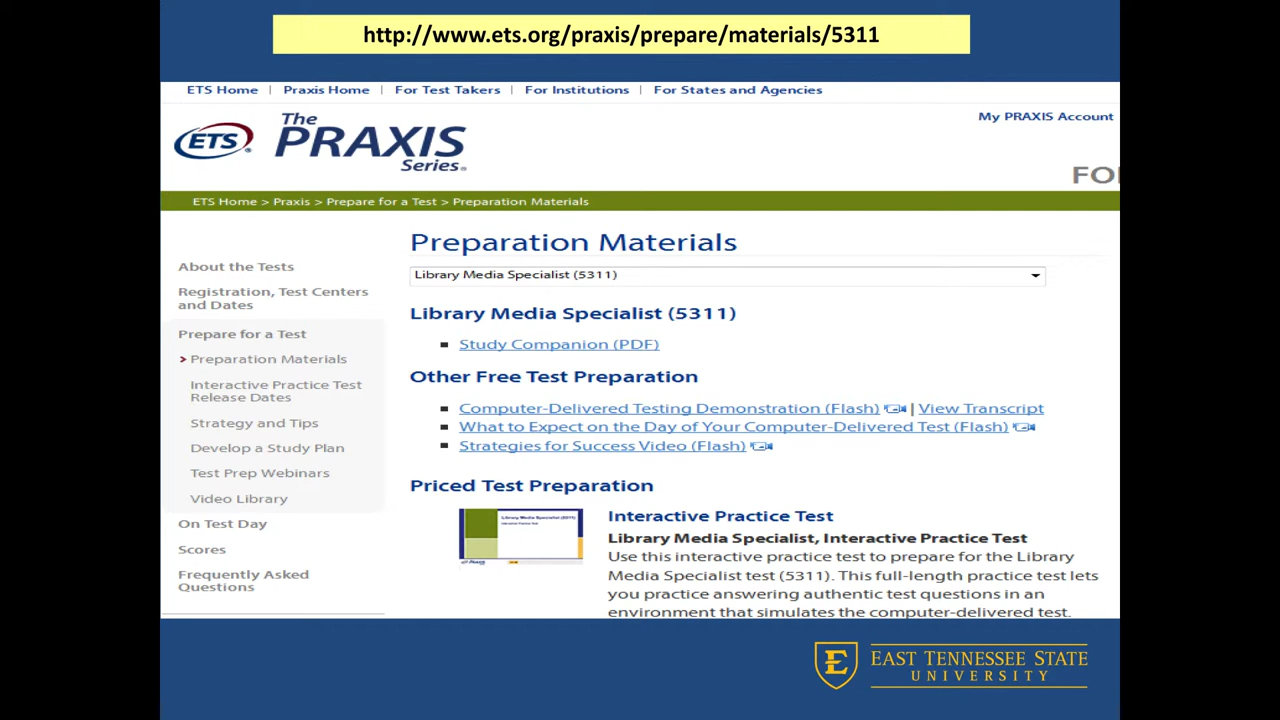 http://www.ets.org/praxis/prepare/materials/5311
ETS Home | Praxis Home | For Test Takers | For Institutions | For States and Agencies
My PRAXIS Account
ETS
The
PRAXIS
Series
FO
ETS Home > Praxis > Prepare for a Test > Preparation Materials
About the Tests
Registration, Test Centers
and Dates
Prepare for a Test
Preparation Materials
Interactive Practice Test
Release Dates
Strategy and Tips
Develop a Study Plan
Test Prep Webinars
Video Library
On Test Day
Scores
Frequently Asked
Questions
Preparation Materials
Library Media Specialist (5311)
Library Media Specialist (5311)
Study Companion (PDF)
Other Free Test Preparation
Computer-Delivered Testing Demonstration (Flash) | View Transcript
What to Expect on the Day of Your Computer-Delivered Test (Flash)
Strategies for Success Video (Flash)
Priced Test Preparation
Library Media Specialist (5311)
Interactive Practice Test
Library Media Specialist, Interactive Practice Test
Use this interactive practice test to prepare for the Library
Media Specialist test (5311). This full-length practice test lets
you practice answering authentic test questions in an
environment that simulates the computer-delivered test.
E
EAST TENNESSEE STATE
UNIVERSITY